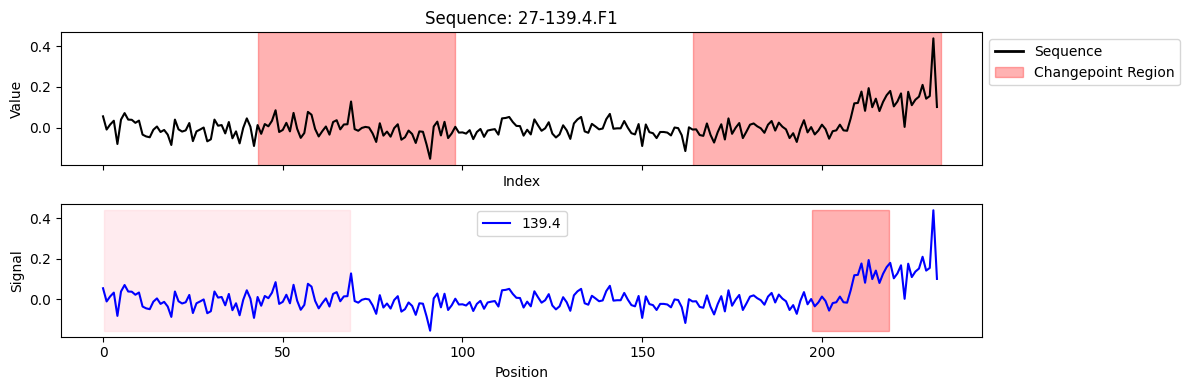 Sequence: 27-139.4.F1
0.4
0.2
0.0
Value
Index
Sequence
Changepoint Region
0.4
0.2
0.0
Signal
139.4
0
50
100
150
200
Position